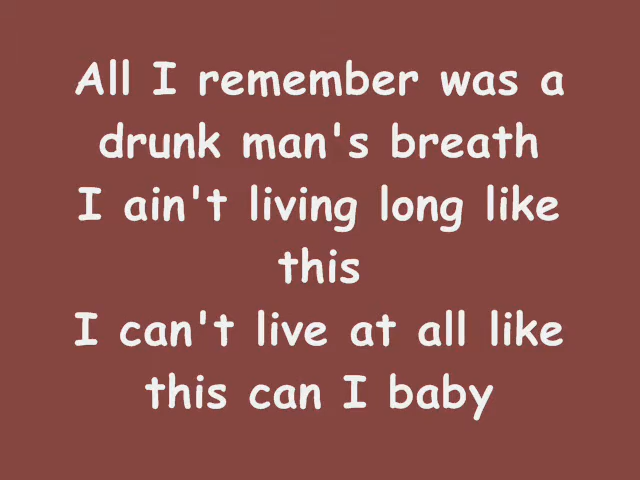 All I remember was a
drunk man's breath
I ain't living long like
this
I can't live at all like
this can I baby